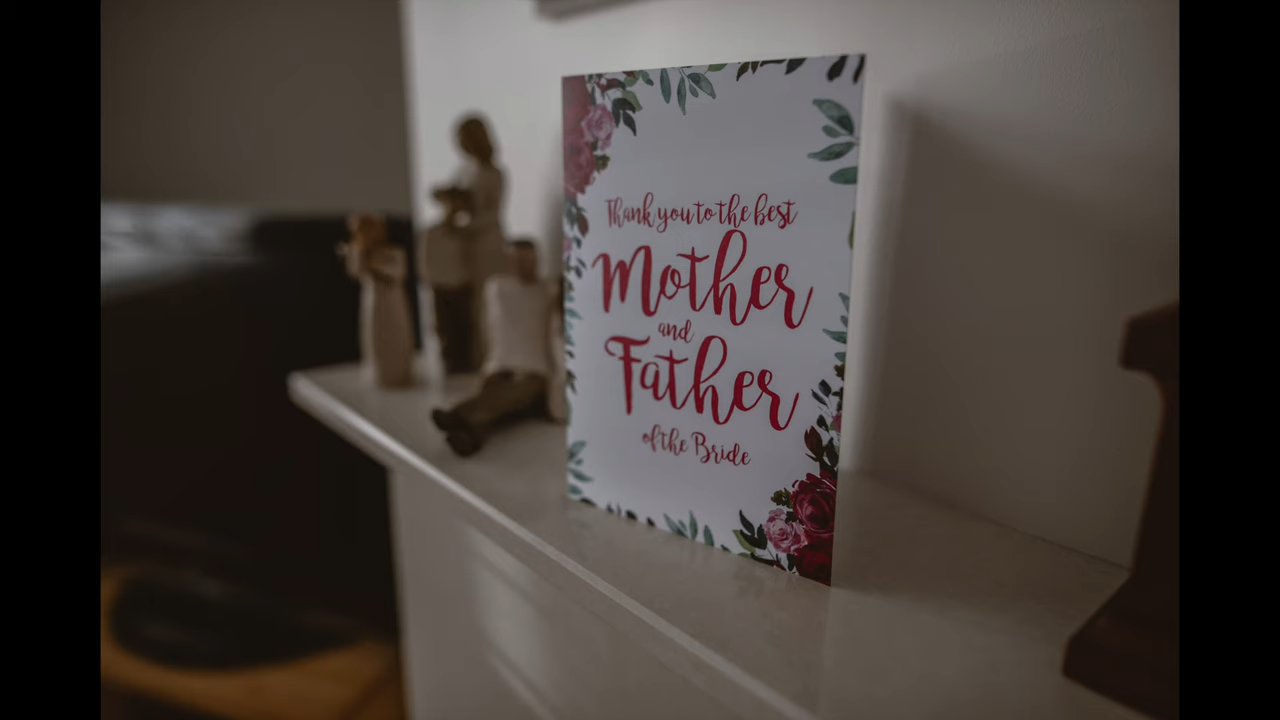 Thank you to the best
Mother
and
Father
of the Bride